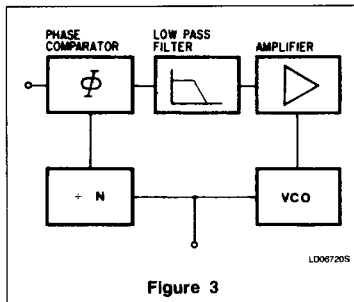 PHASE
COMPARATOR
LOW PASS
FILTER
AMPLIFIER
Φ
÷ N
VCO
LD06720S
Figure 3